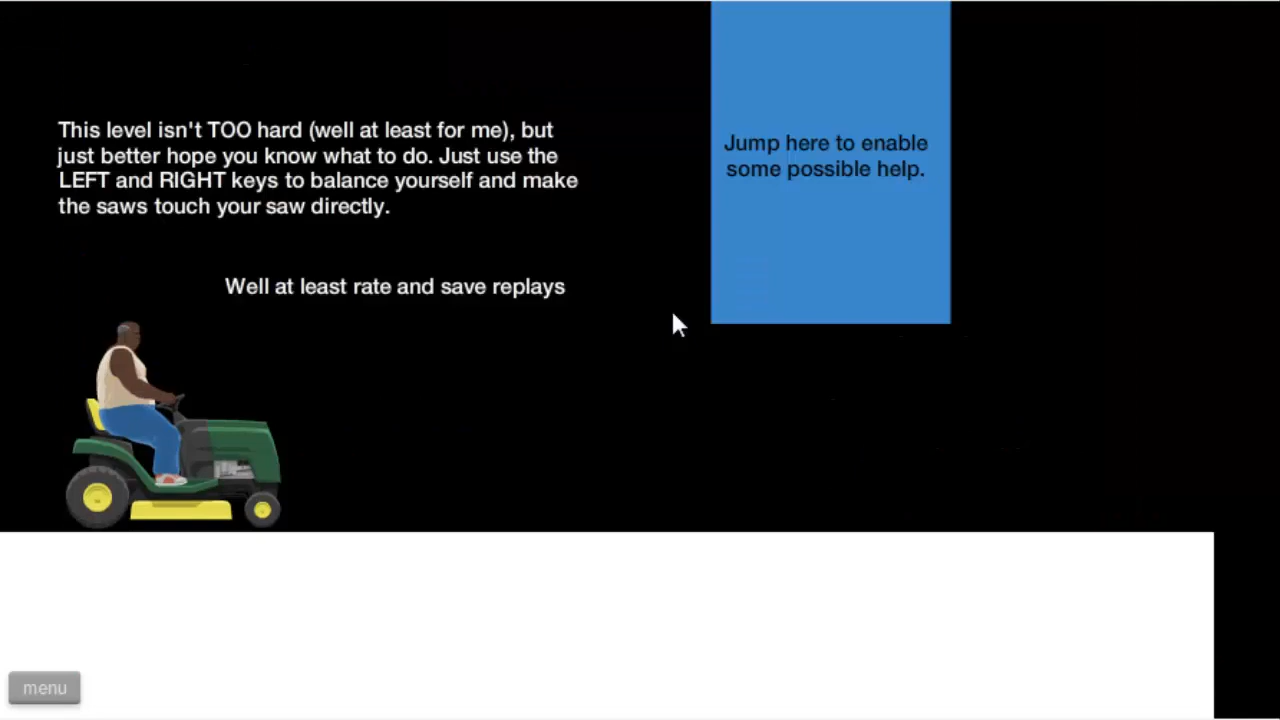 This level isn't TOO hard (well at least for me), but
just better hope you know what to do. Just use the
LEFT and RIGHT keys to balance yourself and make
the saws touch your saw directly.
Well at least rate and save replays
Jump here to enable
some possible help.
menu